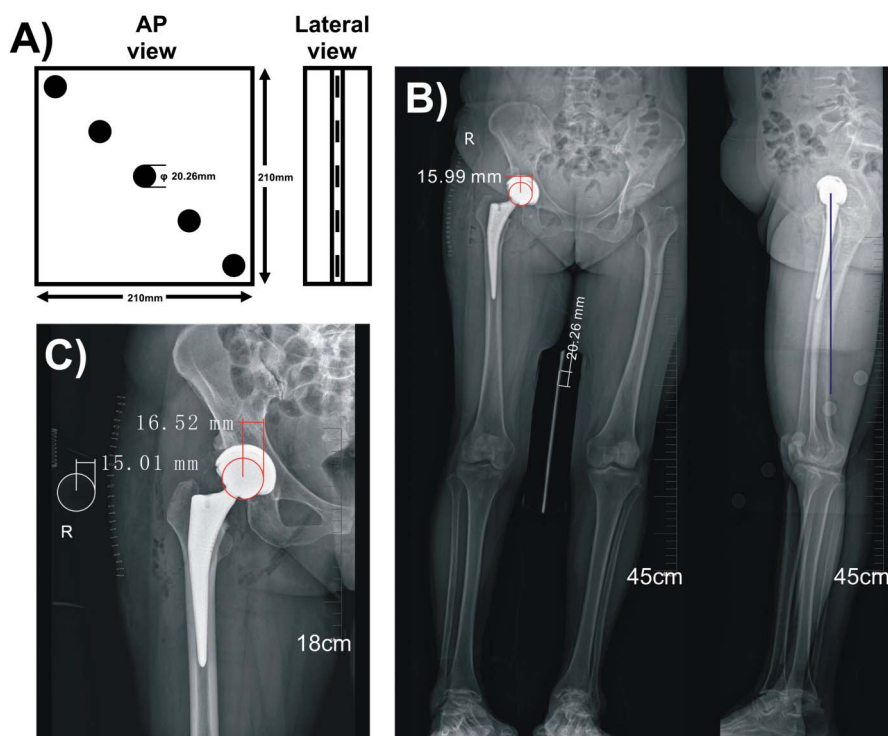 A)
AP
view
Lateral
view
φ 20.26mm
210mm
210mm
B)
R
15.99 mm
20.26 mm
45cm
45cm
C)
16.52 mm
15.01 mm
R
18cm